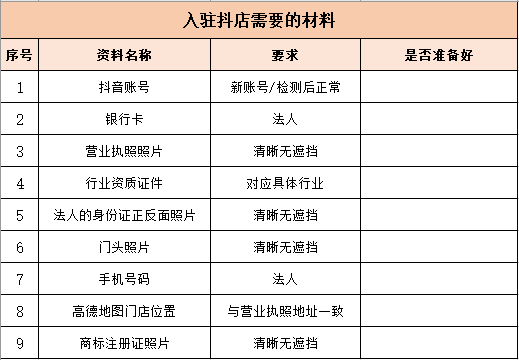 入驻抖店需要的材料
序号 资料名称 要求 是否准备好
1 抖音账号 新账号/检测后正常
2 银行卡 法人
3 营业执照照片 清晰无遮挡
4 行业资质证件 对应具体行业
5 法人的身份证正反面照片 清晰无遮挡
6 门头照片 清晰无遮挡
7 手机号码 法人
8 高德地图门店位置 与营业执照地址一致
9 商标注册证照片 清晰无遮挡